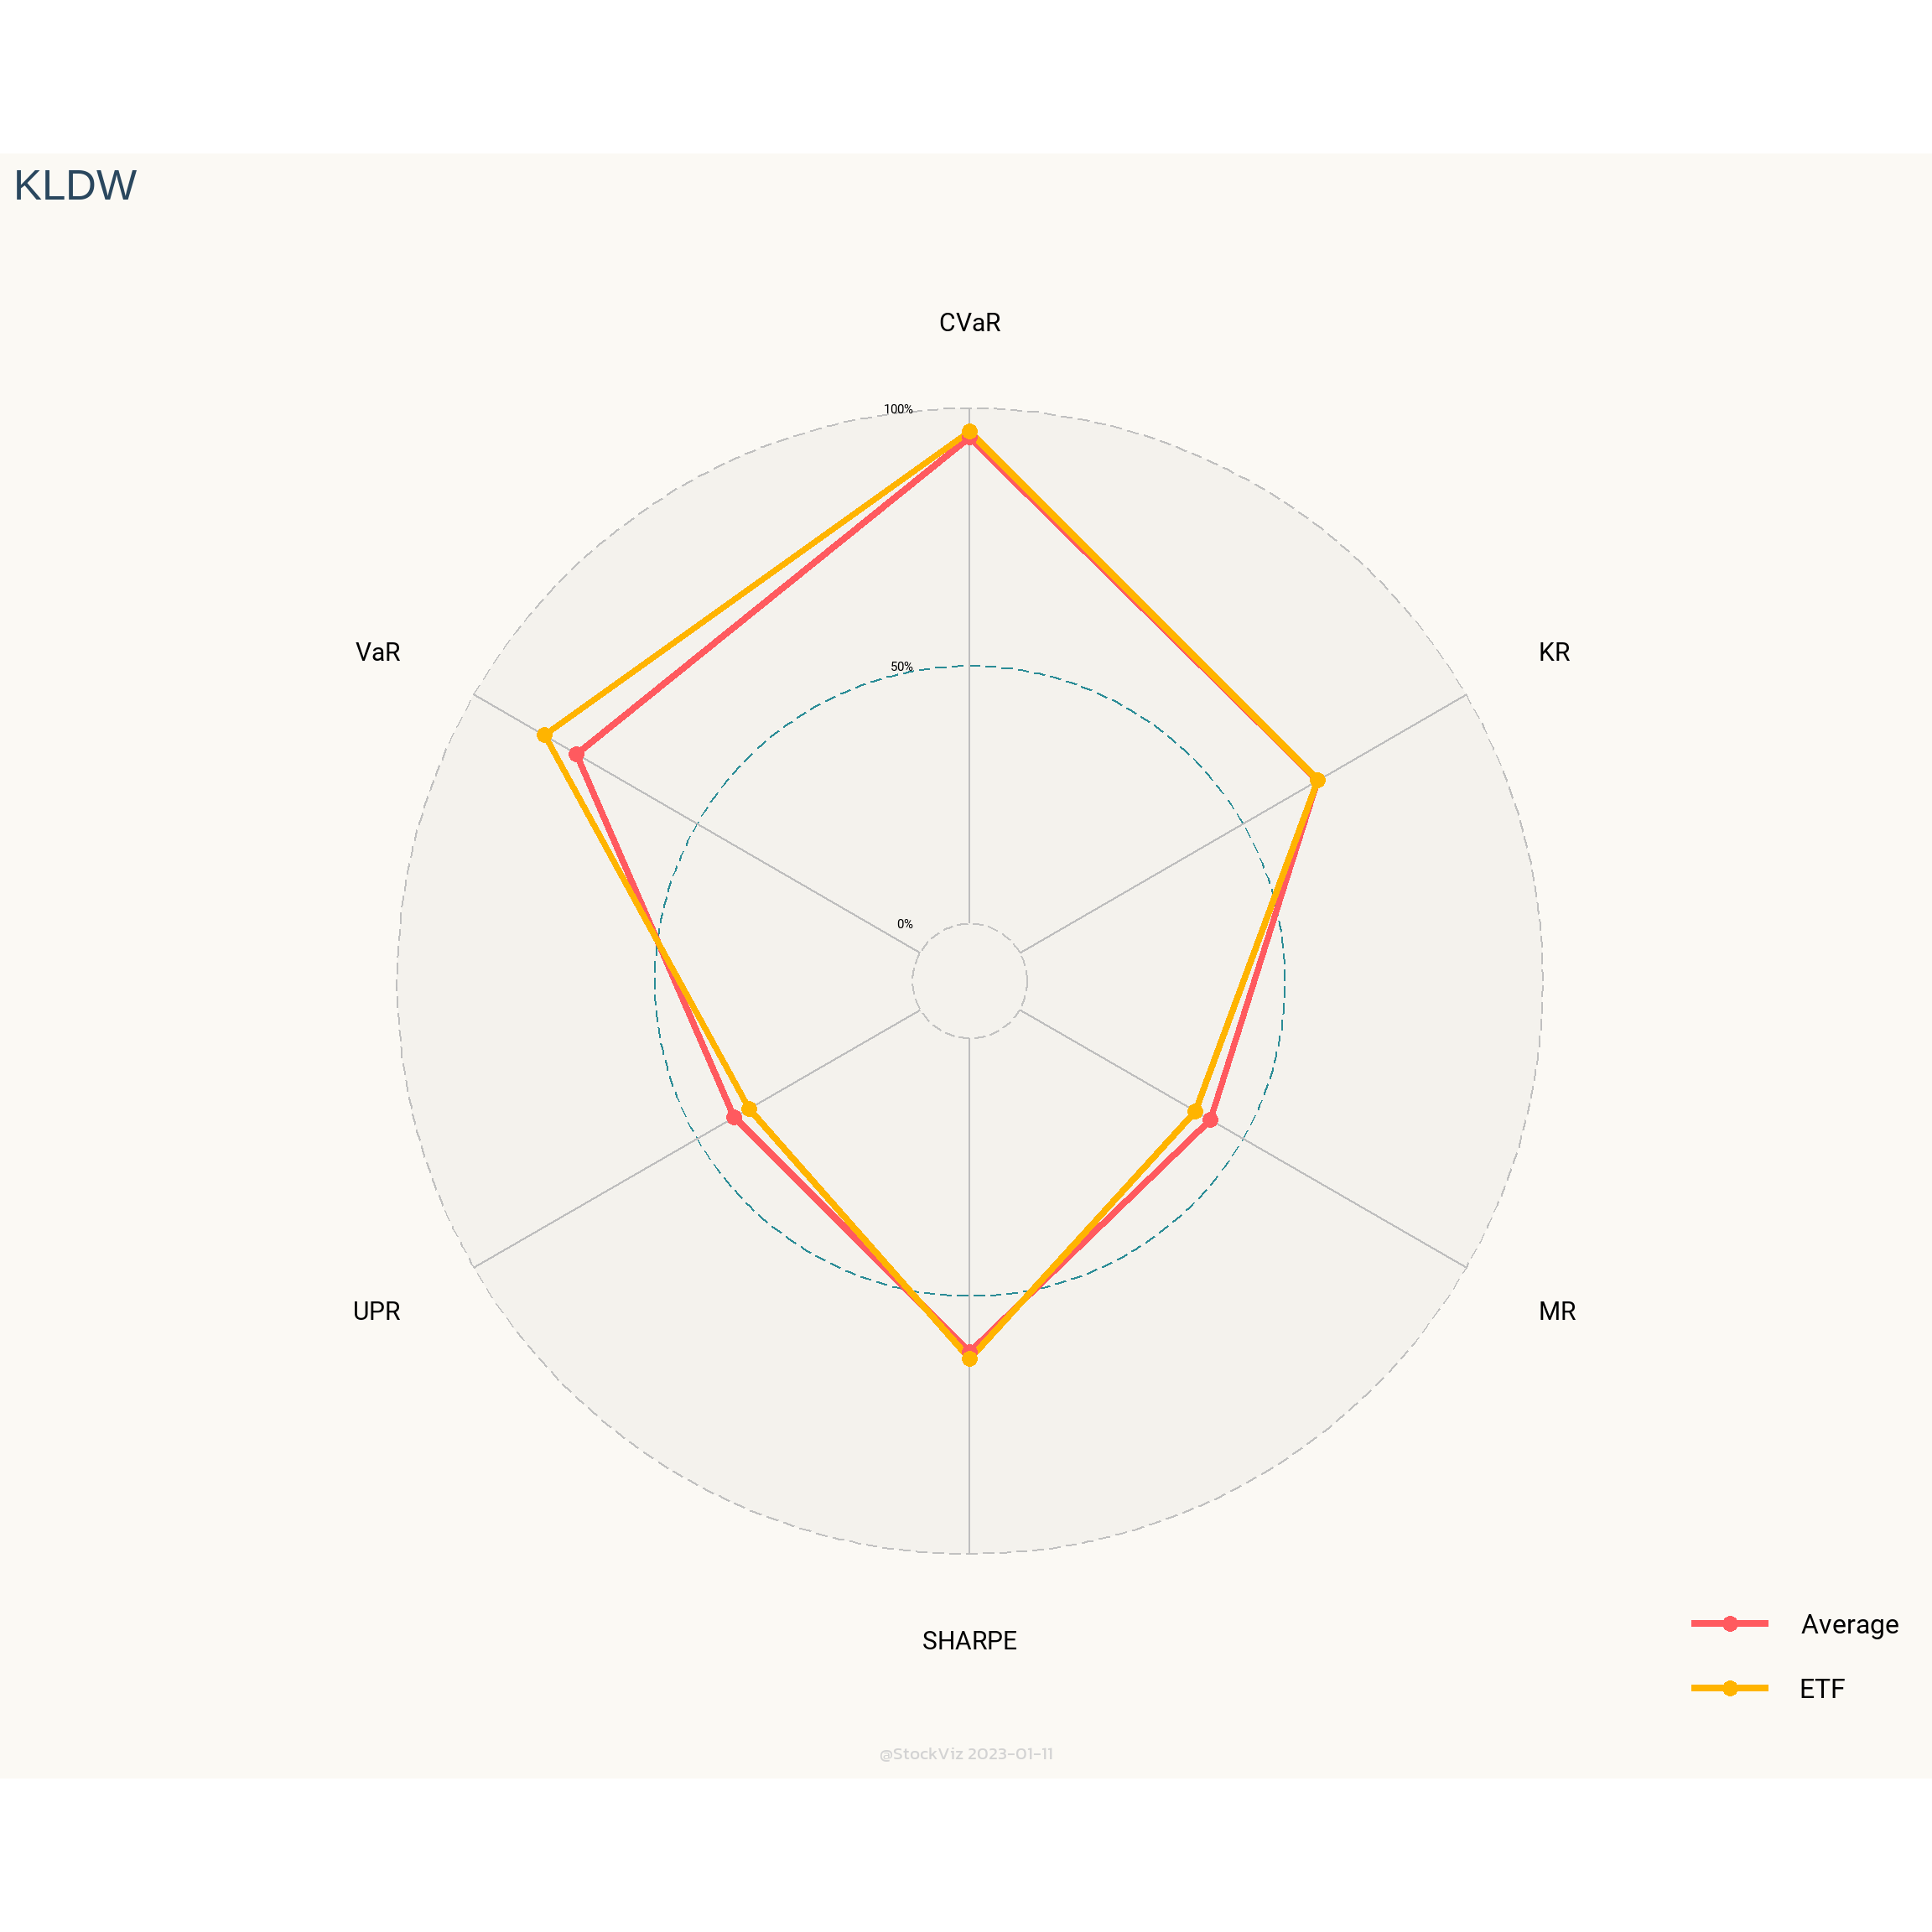 KLDW
CVaR
100%
VaR
KR
50%
0%
UPR
MR
SHARPE
Average
ETF
@StockViz 2023-01-11